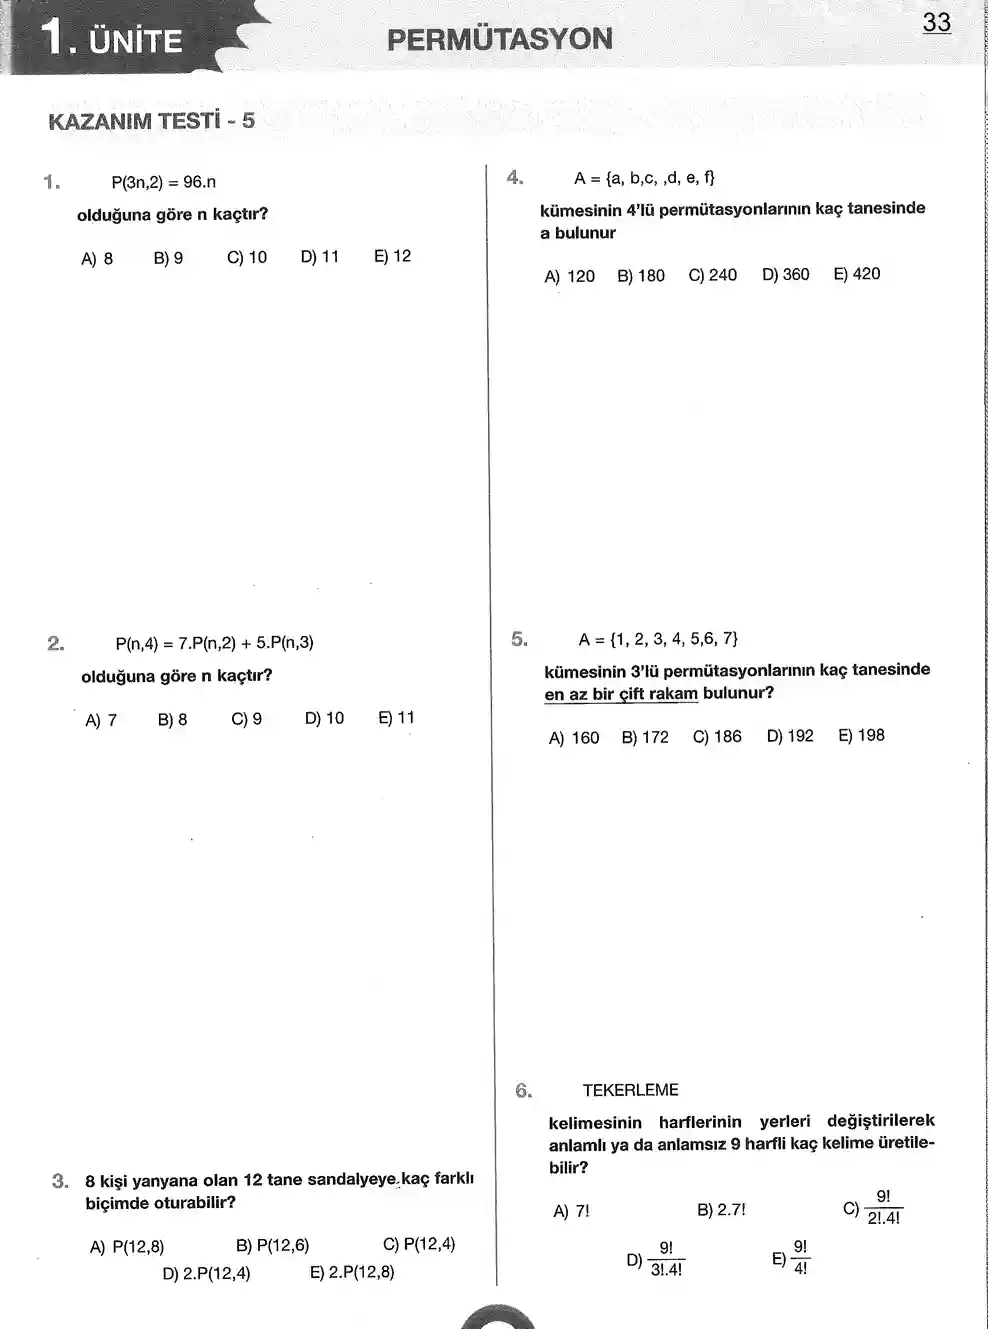 1. ÜNİTE
PERMÜTASYON
33
KAZANIM TESTİ - 5
1. P(3n,2) = 96.n
olduğuna göre n kaçtır?
A) 8 B) 9 C) 10 D) 11 E) 12
2. P(n,4) = 7.P(n,2) + 5.P(n,3)
olduğuna göre n kaçtır?
A) 7 B) 8 C) 9 D) 10 E) 11
3. 8 kişi yanyana olan 12 tane sandalyeye kaç farklı
biçimde oturabilir?
A) P(12,8) B) P(12,6) C) P(12,4)
D) 2.P(12,4) E) 2.P(12,8)
4. A = {a, b,c, ,d, e, f}
kümesinin 4'lü permütasyonlarının kaç tanesinde
a bulunur
A) 120 B) 180 C) 240 D) 360 E) 420
5. A = {1, 2, 3, 4, 5,6, 7}
kümesinin 3'lü permütasyonlarının kaç tanesinde
en az bir çift rakam bulunur?
A) 160 B) 172 C) 186 D) 192 E) 198
6. TEKERLEME
kelimesinin harflerinin yerleri değiştirilerek
anlamlı ya da anlamsız 9 harfli kaç kelime üretile-
bilir?
A) 7! B) 2.7! C) 9!/2!.4!
D) 9!/3!.4! E) 9!/4!